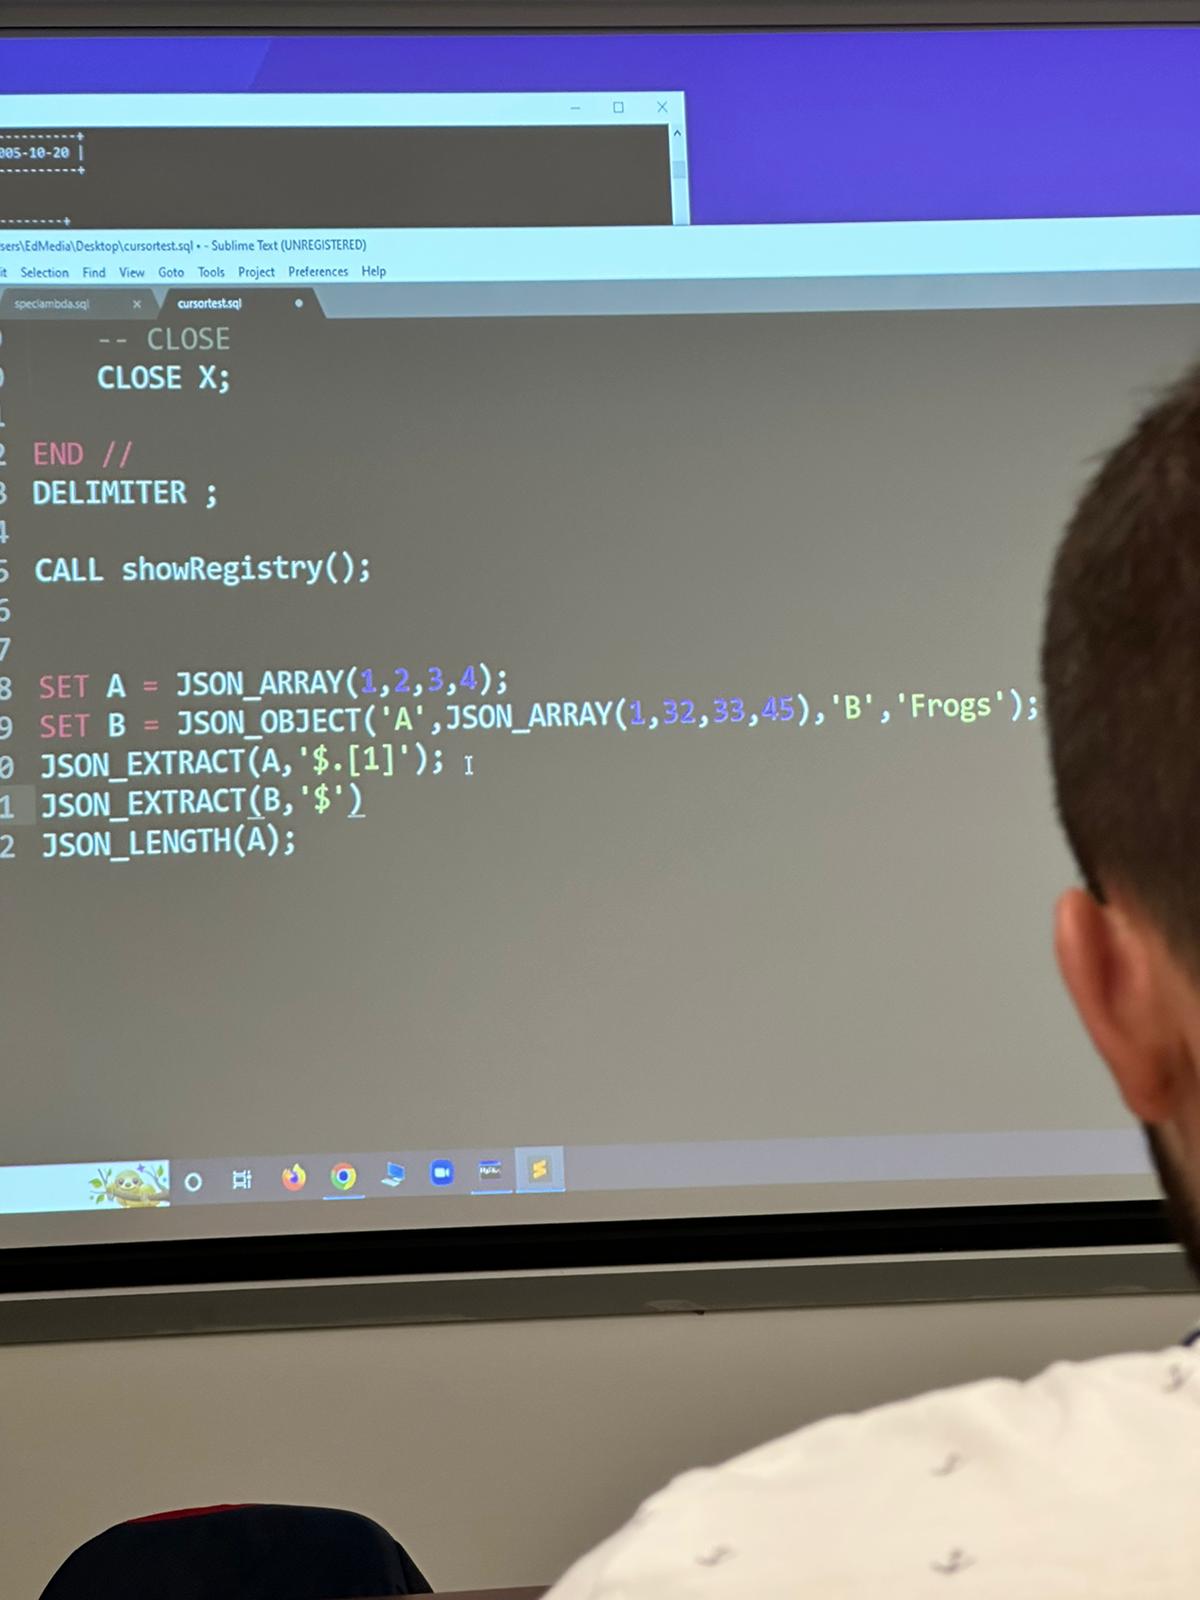 ----------+
005-10-20 |
----------+
--------+
sers\EdMedia\Desktop\cursortest.sql • - Sublime Text (UNREGISTERED)
it Selection Find View Goto Tools Project Preferences Help
speclambda.sql × cursortest.sql
-- CLOSE
0 CLOSE X;
1
2 END //
3 DELIMITER ;
4
5 CALL showRegistry();
6
7
8 SET A = JSON_ARRAY(1,2,3,4);
9 SET B = JSON_OBJECT('A',JSON_ARRAY(1,32,33,45),'B','Frogs');
0 JSON_EXTRACT(A,'$.[1]');
1 JSON_EXTRACT(B,'$')
2 JSON_LENGTH(A);